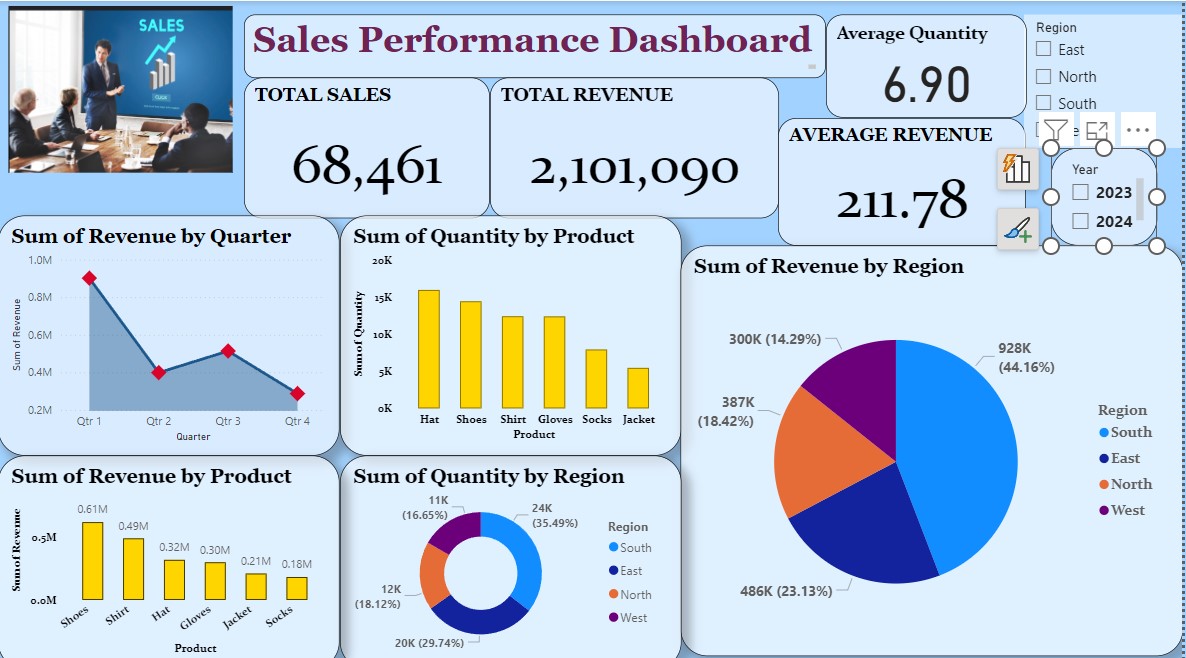 SALES
CLICK
Sales Performance Dashboard
Average Quantity
6.90
Region
East
North
South
TOTAL SALES
68,461
TOTAL REVENUE
2,101,090
AVERAGE REVENUE
211.78
Year
2023
2024
Sum of Revenue by Quarter
1.0M
0.8M
0.6M
0.4M
0.2M
Sum of Revenue
Qtr 1 Qtr 2 Qtr 3 Qtr 4
Quarter
Sum of Quantity by Product
20K
15K
10K
5K
0K
Sum of Quantity
Hat Shoes Shirt Gloves Socks Jacket
Product
Sum of Revenue by Region
300K (14.29%)
928K
(44.16%)
387K
(18.42%)
486K (23.13%)
Region
South
East
North
West
Sum of Revenue by Product
0.61M
0.49M
0.32M
0.30M
0.21M
0.18M
0.5M
0.0M
Sum of Revenue
Shoes Shirt Hat Gloves Jacket Socks
Product
Sum of Quantity by Region
11K
(16.65%)
24K
(35.49%)
12K
(18.12%)
20K (29.74%)
Region
South
East
North
West